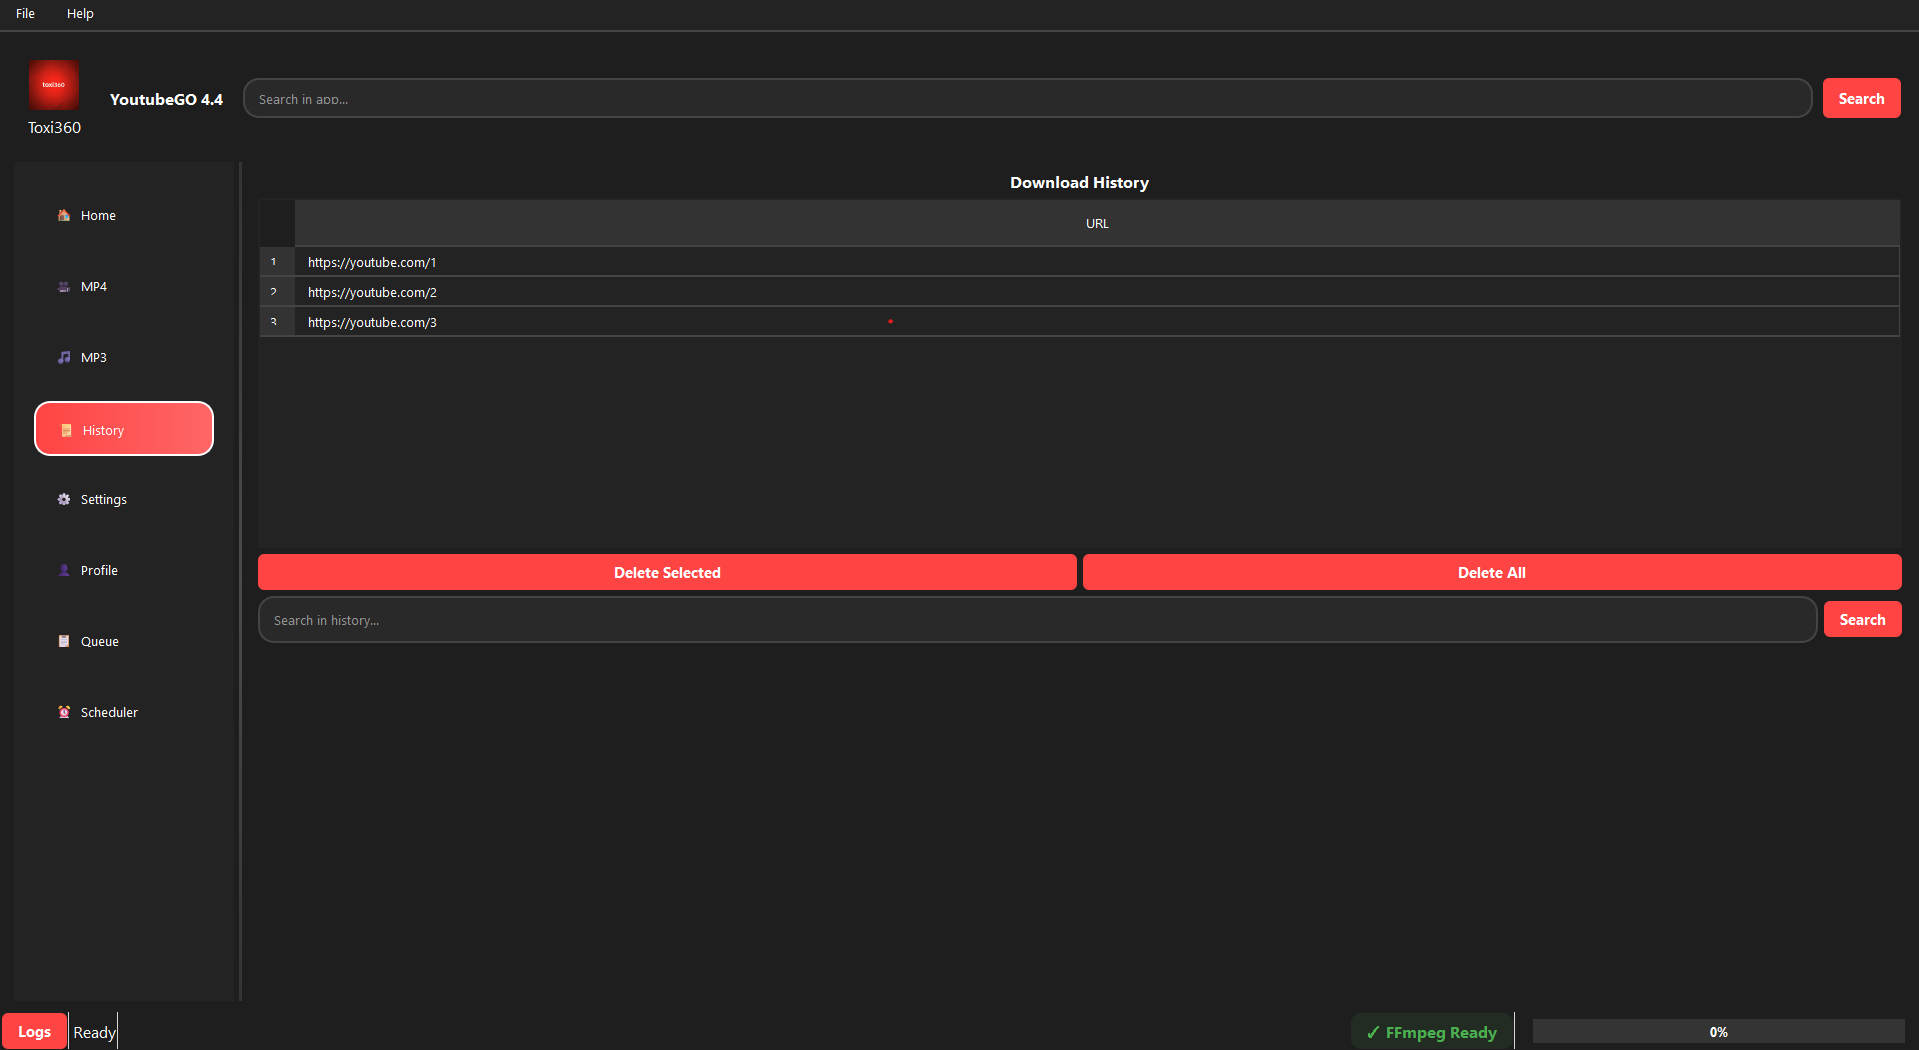 File Help
toxi360
Toxi360
YoutubeGO 4.4
Search in app...
Search
Home
MP4
MP3
History
Settings
Profile
Queue
Scheduler
Download History
URL
1 https://youtube.com/1
2 https://youtube.com/2
3 https://youtube.com/3
Delete Selected
Delete All
Search in history...
Search
Logs
Ready
✓ FFmpeg Ready
0%